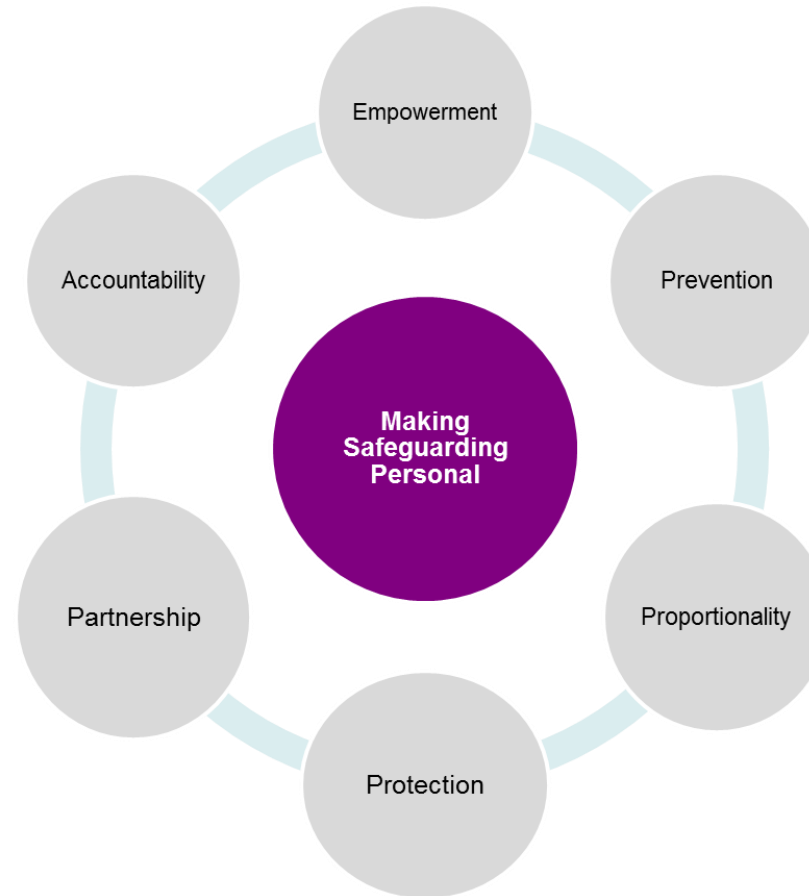 Empowerment
Prevention
Proportionality
Protection
Partnership
Accountability
Making
Safeguarding
Personal